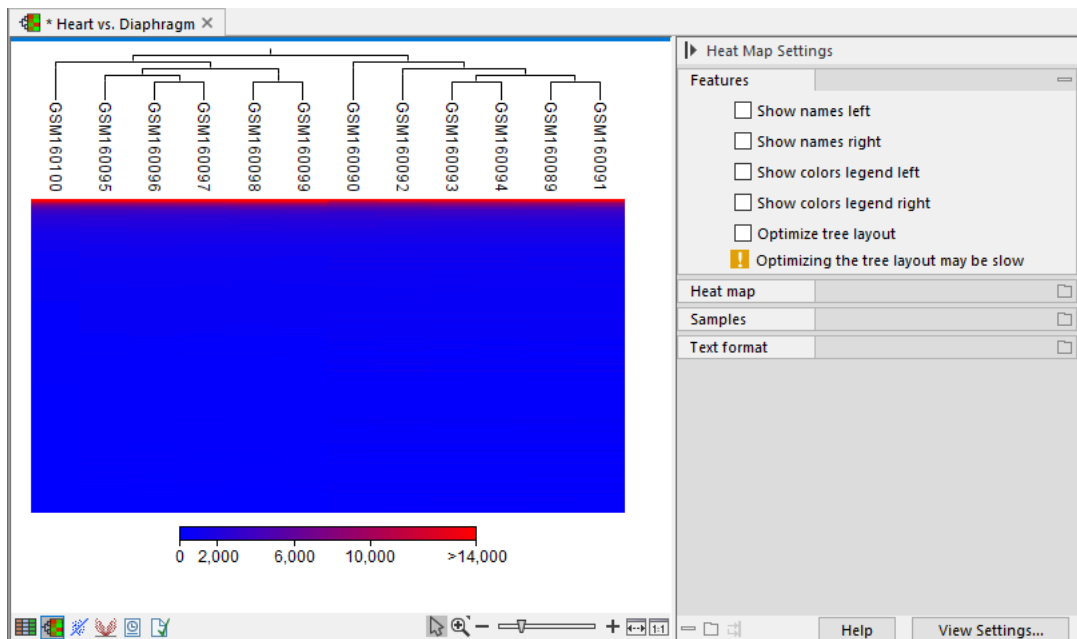 * Heart vs. Diaphragm
Heat Map Settings
Features
Show names left
Show names right
Show colors legend left
Show colors legend right
Optimize tree layout
Optimizing the tree layout may be slow
Heat map
Samples
Text format
GSM160100
GSM160095
GSM160096
GSM160097
GSM160098
GSM160099
GSM160090
GSM160092
GSM160093
GSM160094
GSM160089
GSM160091
0 2,000 6,000 10,000 >14,000
1:1
Help
View Settings...